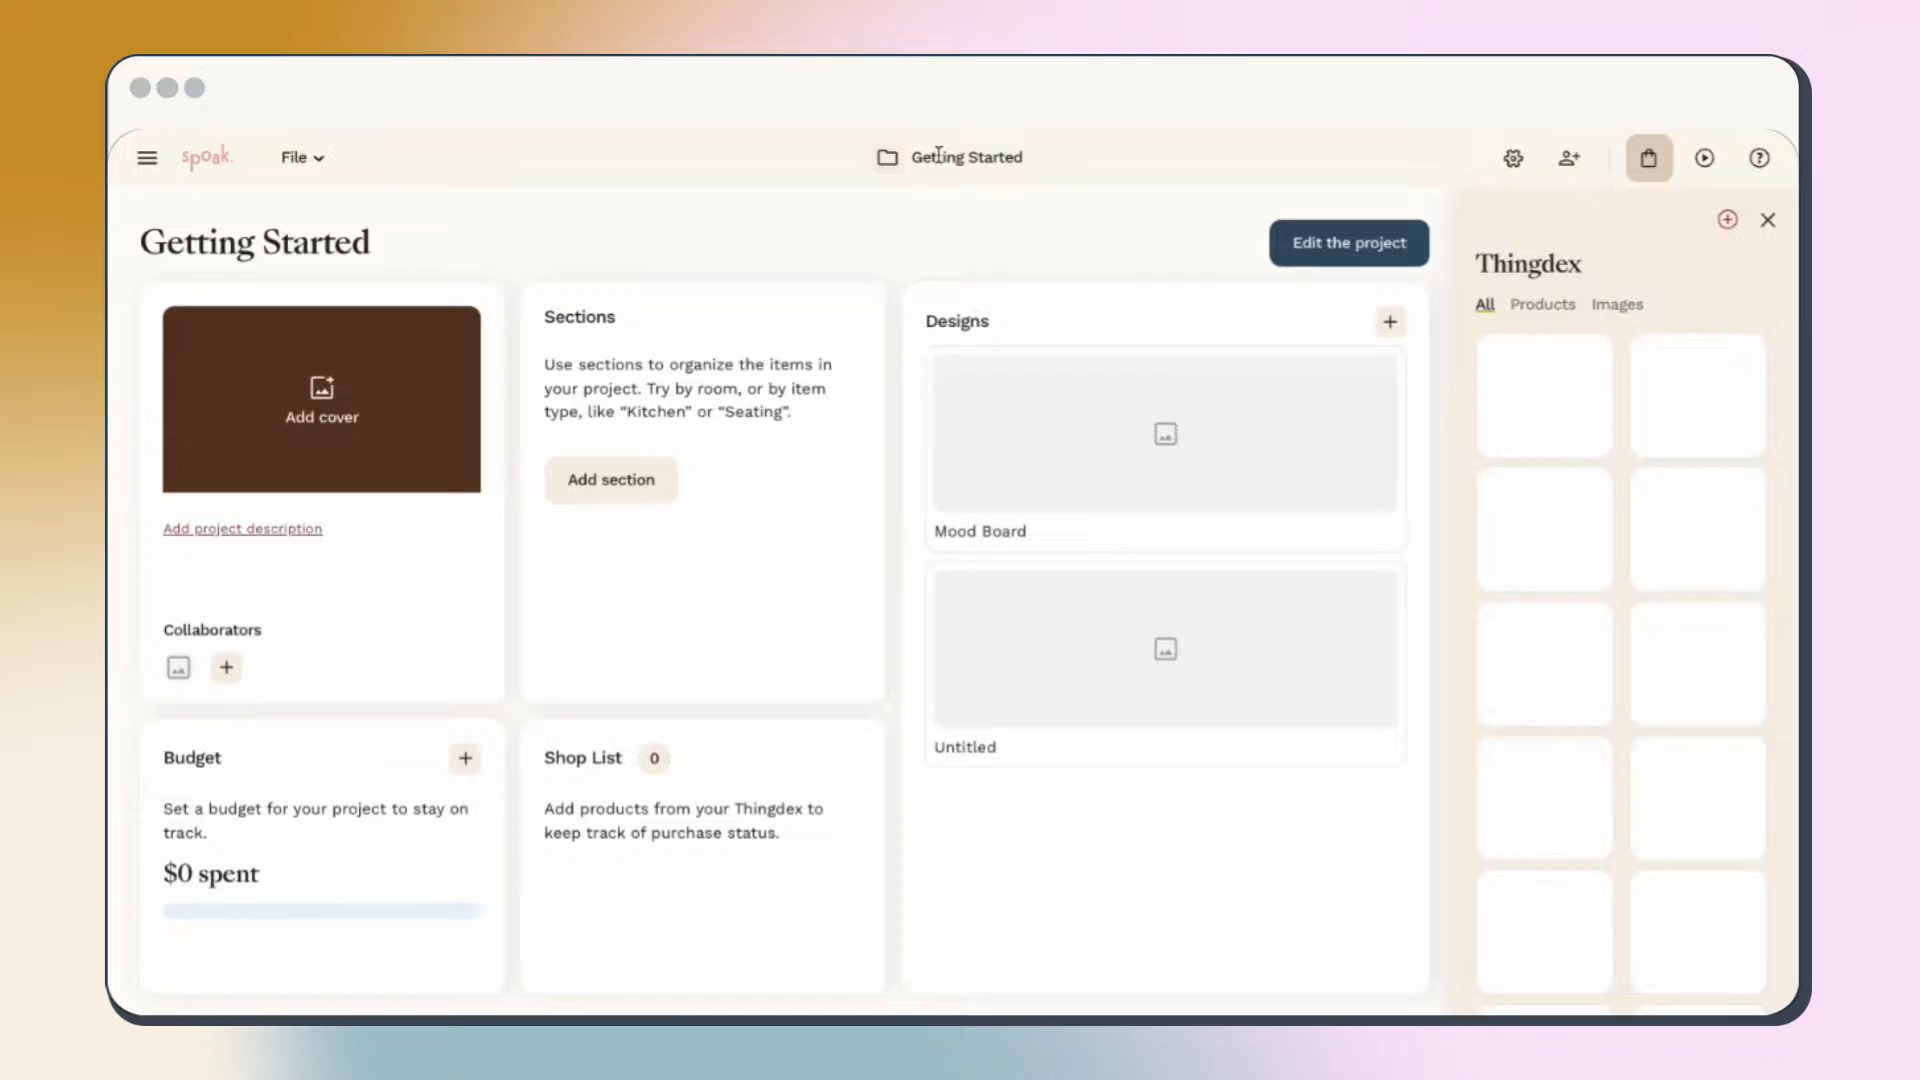 spoak.
File
Getting Started
Getting Started
Edit the project
Add cover
Add project description
Collaborators
Sections
Use sections to organize the items in
your project. Try by room, or by item
type, like “Kitchen” or “Seating”.
Add section
Designs
Mood Board
Untitled
Budget
Set a budget for your project to stay on
track.
$0 spent
Shop List 0
Add products from your Thingdex to
keep track of purchase status.
Thingdex
All Products Images